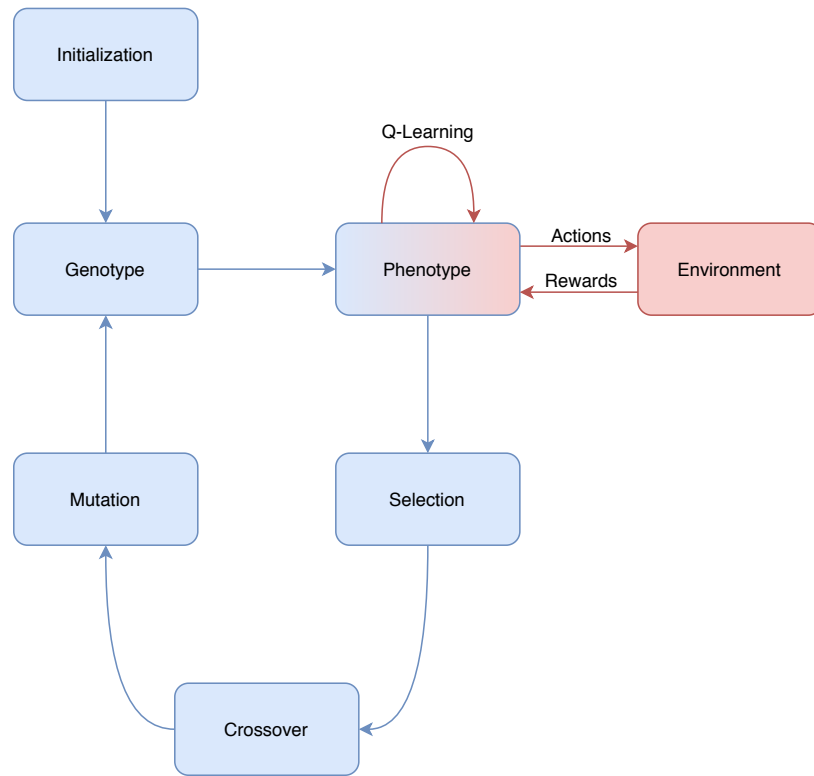 Initialization
Q-Learning
Genotype
Phenotype
Actions
Rewards
Environment
Mutation
Selection
Crossover